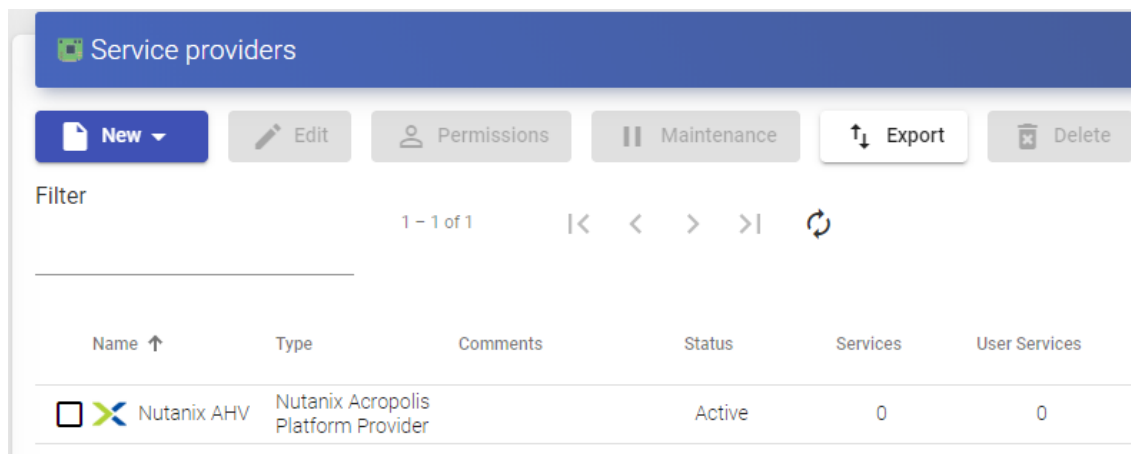 Service providers
New Edit Permissions Maintenance Export Delete
Filter
1 – 1 of 1
Name Type Comments Status Services User Services
Nutanix AHV Nutanix Acropolis Active 0 0
Platform Provider